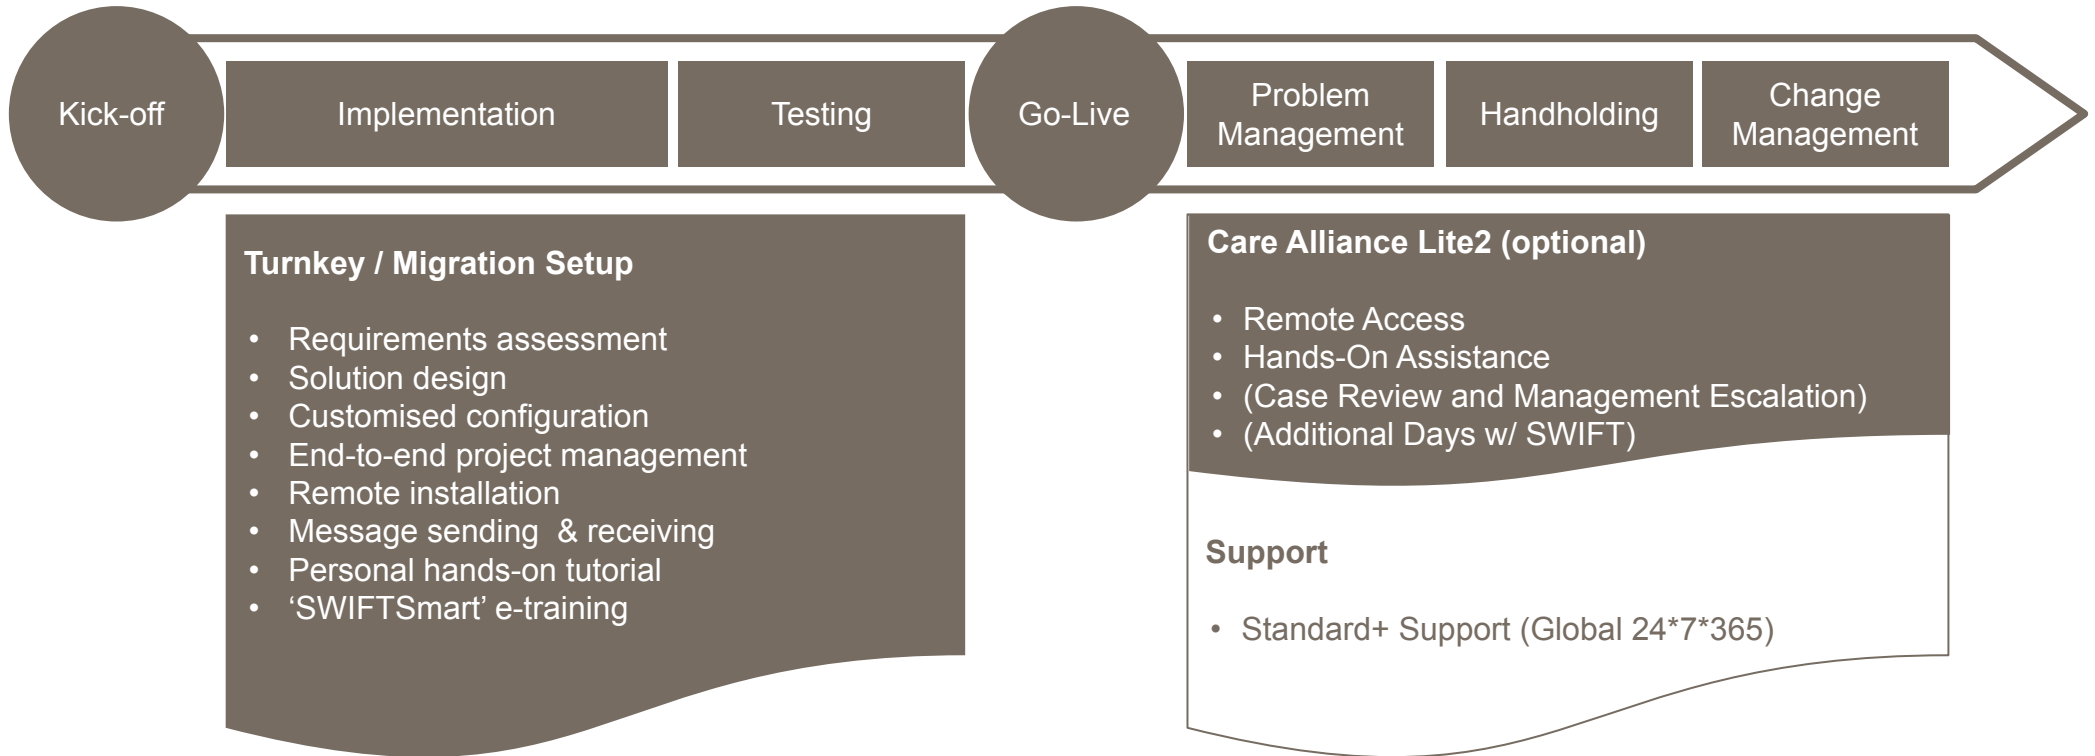 Kick-off
Implementation
Testing
Go-Live
Problem
Management
Handholding
Change
Management
Turnkey / Migration Setup
• Requirements assessment
• Solution design
• Customised configuration
• End-to-end project management
• Remote installation
• Message sending  & receiving
• Personal hands-on tutorial
• ‘SWIFTSmart’ e-training
Care Alliance Lite2 (optional)
• Remote Access
• Hands-On Assistance
• (Case Review and Management Escalation)
• (Additional Days w/ SWIFT)
Support
• Standard+ Support (Global 24*7*365)